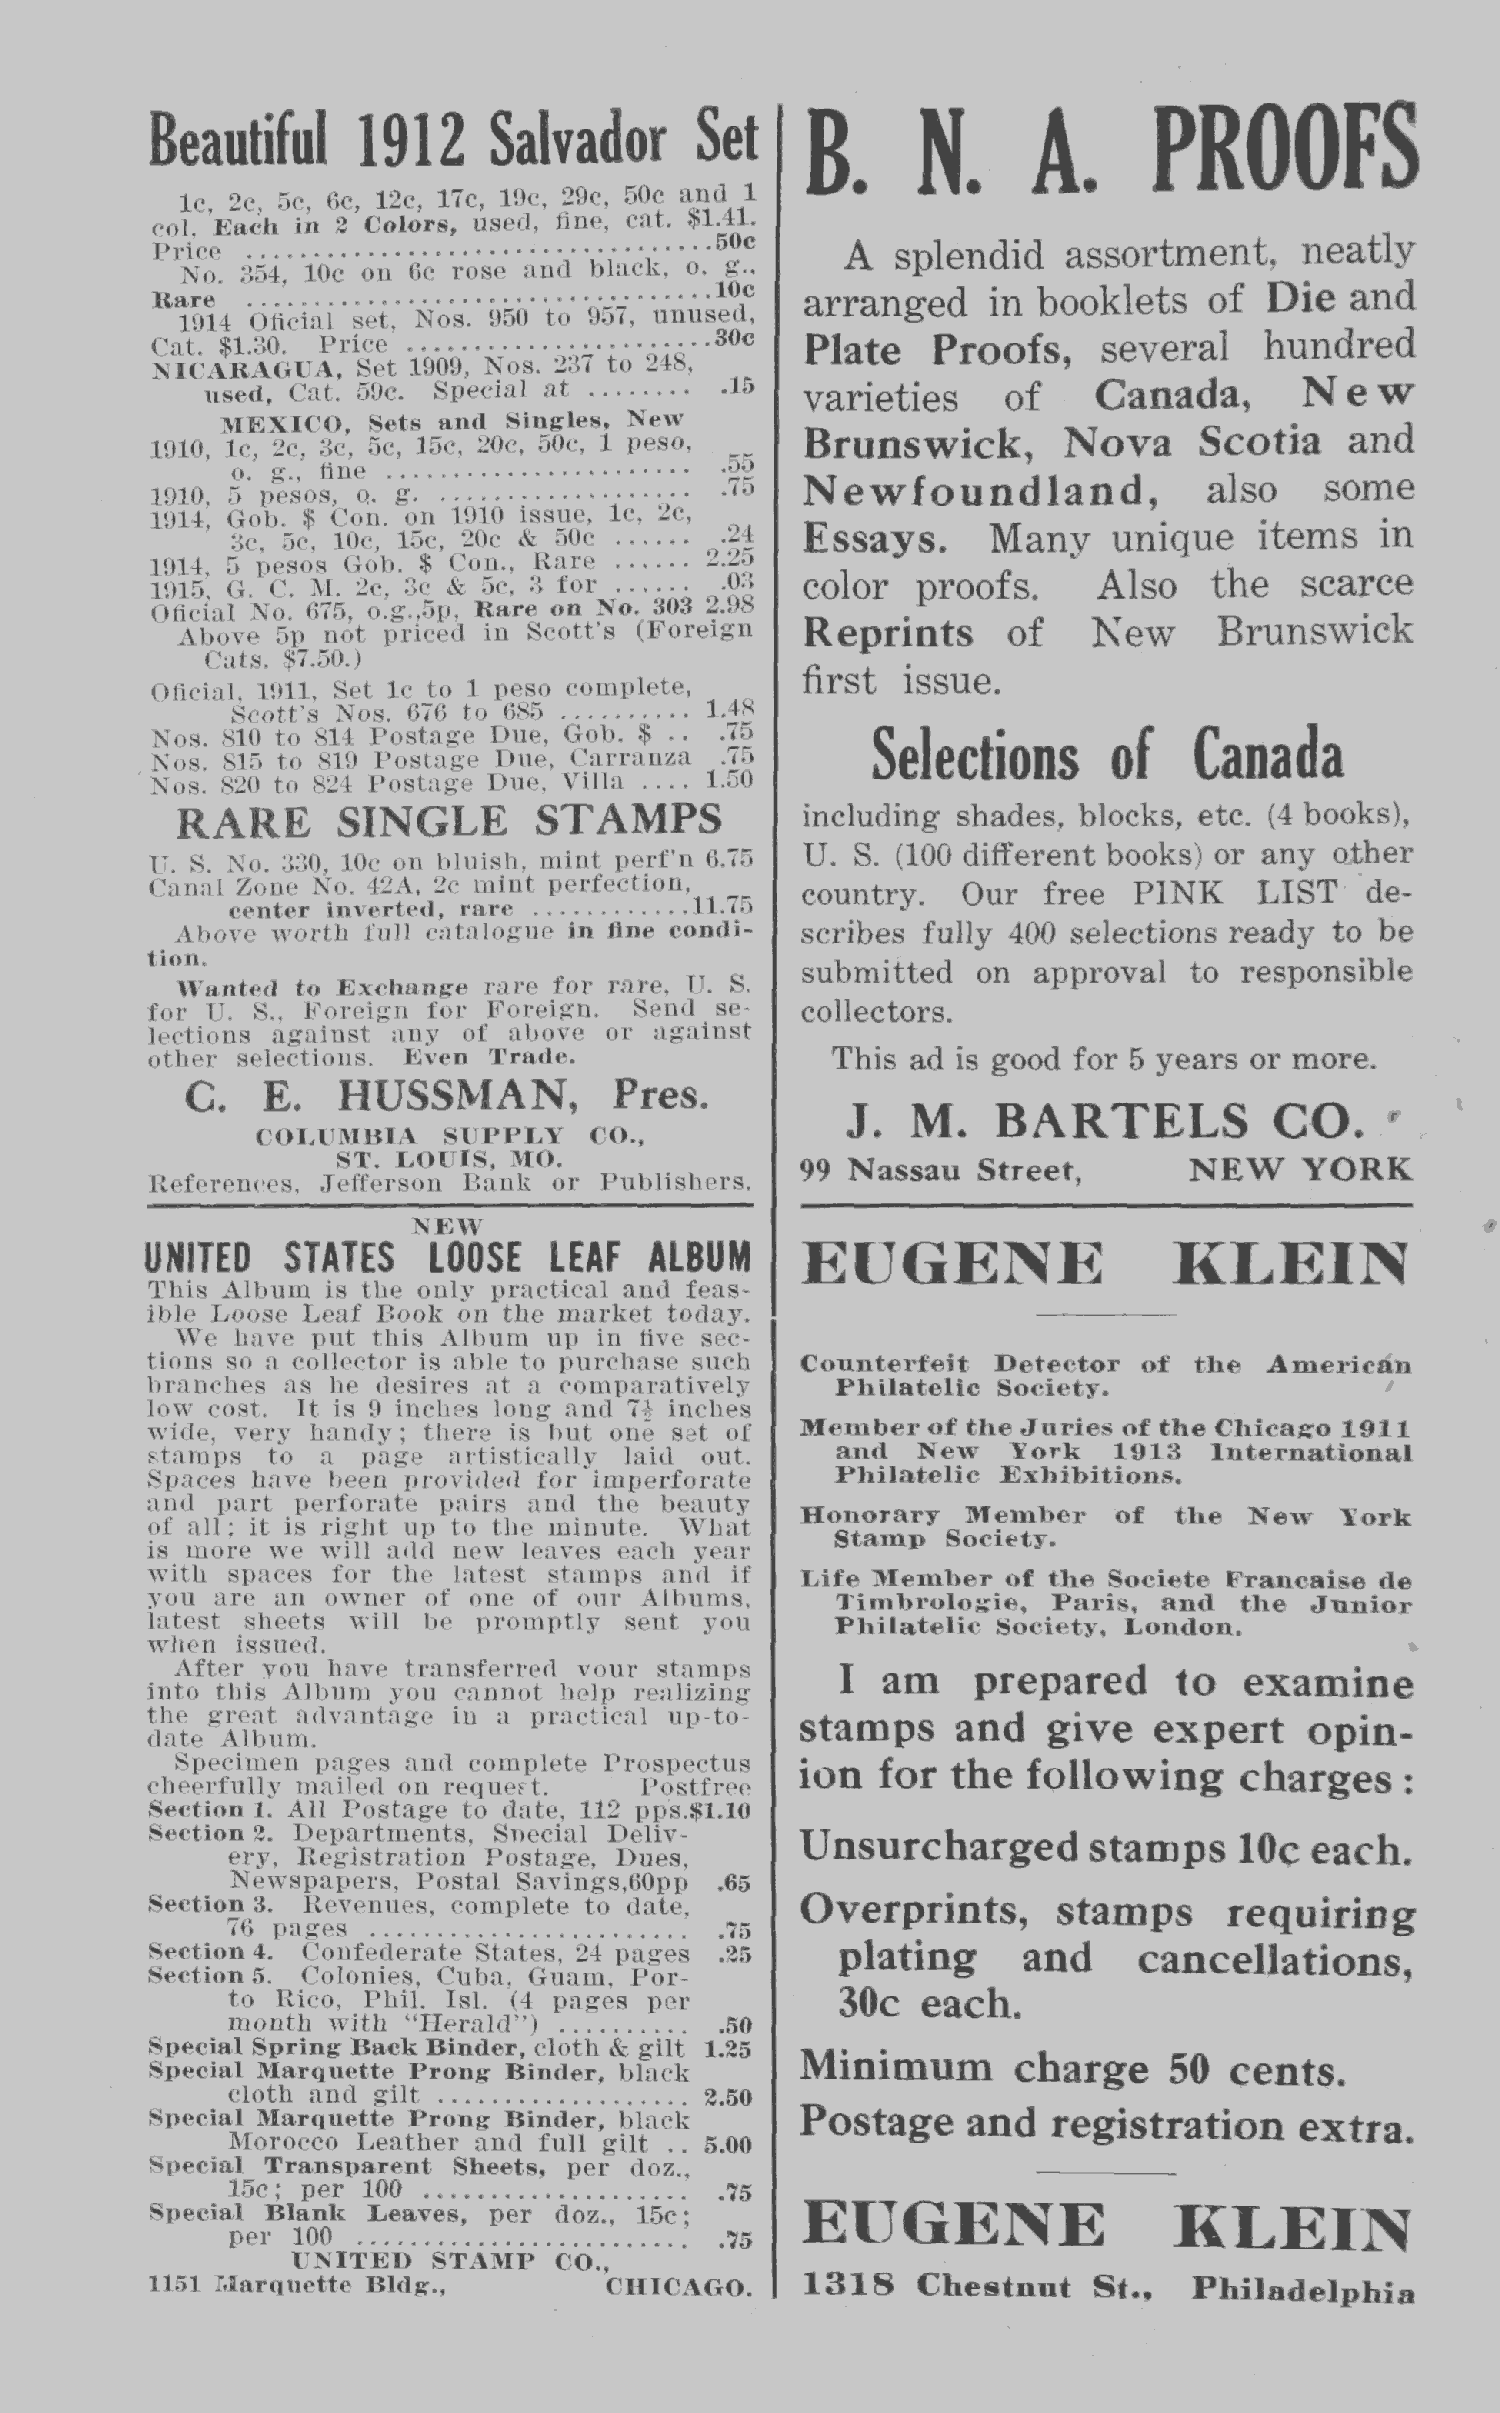 Beautiful 1912 Salvador Set
1c, 2c, 5c, 6c, 12c, 17c, 19c, 29c, 50c and 1
col. Each in 2 Colors, used, fine, cat. $1.41.
Price ..................................50c
No. 354, 10c on 6c rose and black, o. g.,
Rare ..................................10c
1914 Oficial set, Nos. 950 to 957, unused,
Cat. $1.30. Price ......................30c
NICARAGUA, Set 1909, Nos. 237 to 248,
used, Cat. 59c. Special at ........ .15
MEXICO, Sets and Singles, New
1910, 1c, 2c, 3c, 5c, 15c, 20c, 50c, 1 peso,
o. g., fine ....................... .55
1910, 5 pesos, o. g. ................... .75
1914, Gob. $ Con. on 1910 issue, 1c, 2c,
3c, 5c, 10c, 15c, 20c & 50c ...... .24
1914, 5 pesos Gob. $ Con., Rare ...... 2.25
1915, G. C. M. 2c, 3c & 5c, 3 for ...... .03
Oficial No. 675, o.g.,5p, Rare on No. 303 2.98
Above 5p not priced in Scott's (Foreign
Cats. $7.50.)
Oficial, 1911, Set 1c to 1 peso complete,
Scott's Nos. 676 to 685 .......... 1.48
Nos. 810 to 814 Postage Due, Gob. $ .. .75
Nos. 815 to 819 Postage Due, Carranza .75
Nos. 820 to 824 Postage Due, Villa .... 1.50
RARE SINGLE STAMPS
U. S. No. 330, 10c on bluish, mint perf'n 6.75
Canal Zone No. 42A, 2c mint perfection,
center inverted, rare ............11.75
Above worth full catalogue in fine condi-
tion.
Wanted to Exchange rare for rare, U. S.
for U. S., Foreign for Foreign. Send se-
lections against any of above or against
other selections. Even Trade.
C. E. HUSSMAN, Pres.
COLUMBIA SUPPLY CO.,
ST. LOUIS, MO.
References, Jefferson Bank or Publishers.
NEW
UNITED STATES LOOSE LEAF ALBUM
This Album is the only practical and feas-
ible Loose Leaf Book on the market today.
We have put this Album up in five sec-
tions so a collector is able to purchase such
branches as he desires at a comparatively
low cost. It is 9 inches long and 7½ inches
wide, very handy; there is but one set of
stamps to a page artistically laid out.
Spaces have been provided for imperforate
and part perforate pairs and the beauty
of all; it is right up to the minute. What
is more we will add new leaves each year
with spaces for the latest stamps and if
you are an owner of one of our Albums,
latest sheets will be promptly sent you
when issued.
After you have transferred your stamps
into this Album you cannot help realizing
the great advantage in a practical up-to-
date Album.
Specimen pages and complete Prospectus
cheerfully mailed on request. Postfree
Section 1. All Postage to date, 112 pps.$1.10
Section 2. Departments, Special Deliv-
ery, Registration Postage, Dues,
Newspapers, Postal Savings,60pp .65
Section 3. Revenues, complete to date,
76 pages ........................ .75
Section 4. Confederate States, 24 pages .25
Section 5. Colonies, Cuba, Guam, Por-
to Rico, Phil. Isl. (4 pages per
month with "Herald") .......... .50
Special Spring Back Binder, cloth & gilt 1.25
Special Marquette Prong Binder, black
cloth and gilt ................... 2.50
Special Marquette Prong Binder, black
Morocco Leather and full gilt .. 5.00
Special Transparent Sheets, per doz.,
15c; per 100 .................... .75
Special Blank Leaves, per doz., 15c;
per 100 ......................... .75
UNITED STAMP CO.,
1151 Marquette Bldg., CHICAGO.
B. N. A. PROOFS
A splendid assortment, neatly
arranged in booklets of Die and
Plate Proofs, several hundred
varieties of Canada, New
Brunswick, Nova Scotia and
Newfoundland, also some
Essays. Many unique items in
color proofs. Also the scarce
Reprints of New Brunswick
first issue.
Selections of Canada
including shades, blocks, etc. (4 books),
U. S. (100 different books) or any other
country. Our free PINK LIST de-
scribes fully 400 selections ready to be
submitted on approval to responsible
collectors.
This ad is good for 5 years or more.
J. M. BARTELS CO.
99 Nassau Street, NEW YORK
EUGENE KLEIN
Counterfeit Detector of the American
Philatelic Society.
Member of the Juries of the Chicago 1911
and New York 1913 International
Philatelic Exhibitions.
Honorary Member of the New York
Stamp Society.
Life Member of the Societe Francaise de
Timbrologie, Paris, and the Junior
Philatelic Society, London.
I am prepared to examine
stamps and give expert opin-
ion for the following charges:
Unsurcharged stamps 10c each.
Overprints, stamps requiring
plating and cancellations,
30c each.
Minimum charge 50 cents.
Postage and registration extra.
EUGENE KLEIN
1318 Chestnut St., Philadelphia